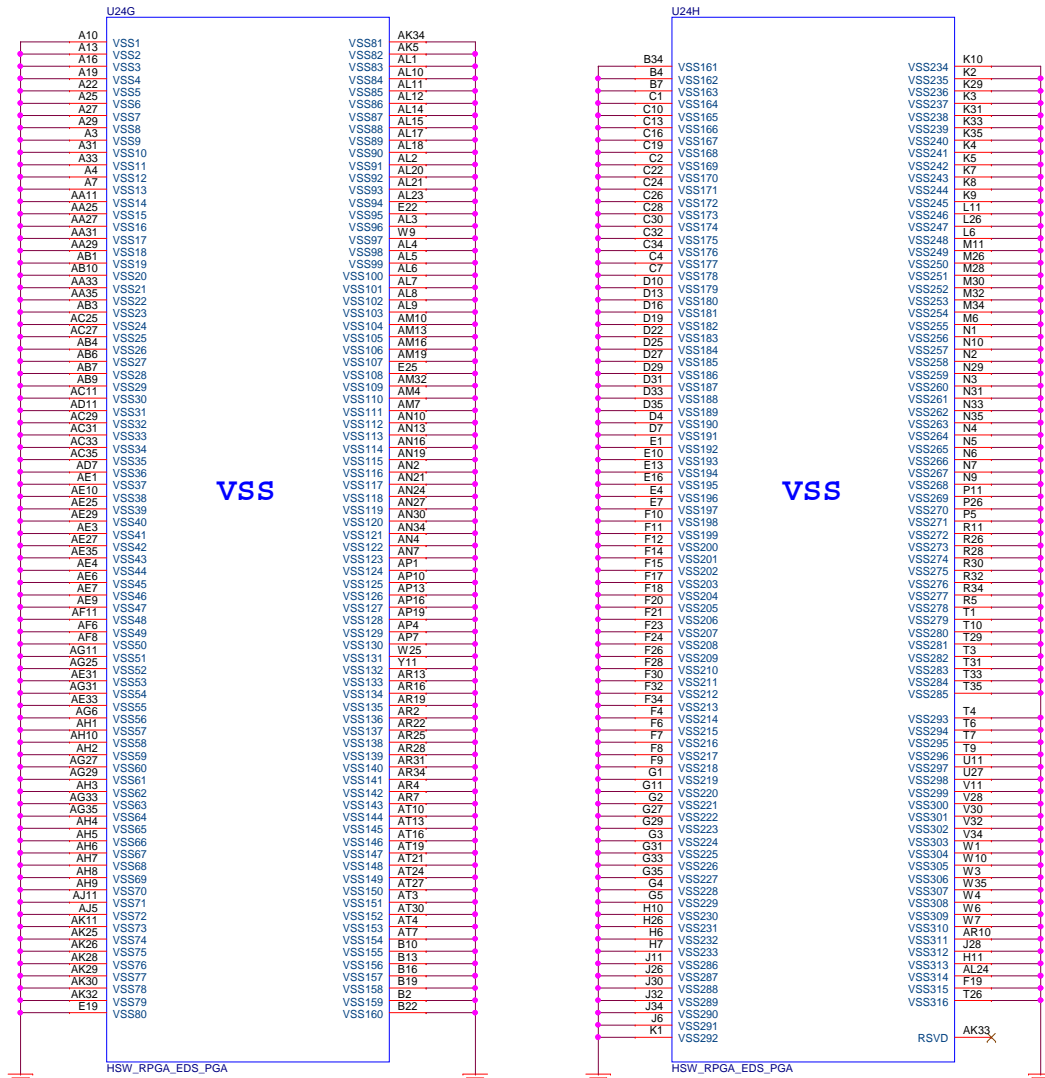 U24G
A10 VSS1
A13 VSS2
A16 VSS3
A19 VSS4
A22 VSS5
A25 VSS6
A27 VSS7
A29 VSS8
A3 VSS9
A31 VSS10
A33 VSS11
A4 VSS12
A7 VSS13
AA11 VSS14
AA25 VSS15
AA27 VSS16
AA31 VSS17
AA29 VSS18
AB1 VSS19
AB10 VSS20
AA33 VSS21
AA35 VSS22
AB3 VSS23
AC25 VSS24
AC27 VSS25
AB4 VSS26
AB6 VSS27
AB7 VSS28
AB9 VSS29
AC11 VSS30
AD11 VSS31
AC29 VSS32
AC31 VSS33
AC33 VSS34
AC35 VSS35
AD7 VSS36
AE1 VSS37
AE10 VSS38
AE25 VSS39
AE29 VSS40
AE3 VSS41
AE27 VSS42
AE35 VSS43
AE4 VSS44
AE6 VSS45
AE7 VSS46
AE9 VSS47
AF11 VSS48
AF6 VSS49
AF8 VSS50
AG11 VSS51
AG25 VSS52
AE31 VSS53
AG31 VSS54
AE33 VSS55
AG6 VSS56
AH1 VSS57
AH10 VSS58
AH2 VSS59
AG27 VSS60
AG29 VSS61
AH3 VSS62
AG33 VSS63
AG35 VSS64
AH4 VSS65
AH5 VSS66
AH6 VSS67
AH7 VSS68
AH8 VSS69
AH9 VSS70
AJ11 VSS71
AJ5 VSS72
AK11 VSS73
AK25 VSS74
AK26 VSS75
AK28 VSS76
AK29 VSS77
AK30 VSS78
AK32 VSS79
E19 VSS80
VSS
VSS81 AK34
VSS82 AK5
VSS83 AL1
VSS84 AL10
VSS85 AL11
VSS86 AL12
VSS87 AL14
VSS88 AL15
VSS89 AL17
VSS90 AL18
VSS91 AL2
VSS92 AL20
VSS93 AL21
VSS94 AL23
VSS95 E22
VSS96 AL3
VSS97 W9
VSS98 AL4
VSS99 AL5
VSS100 AL6
VSS101 AL7
VSS102 AL8
VSS103 AL9
VSS104 AM10
VSS105 AM13
VSS106 AM16
VSS107 AM19
VSS108 E25
VSS109 AM32
VSS110 AM4
VSS111 AM7
VSS112 AN10
VSS113 AN13
VSS114 AN16
VSS115 AN19
VSS116 AN2
VSS117 AN21
VSS118 AN24
VSS119 AN27
VSS120 AN30
VSS121 AN34
VSS122 AN4
VSS123 AN7
VSS124 AP1
VSS125 AP10
VSS126 AP13
VSS127 AP16
VSS128 AP19
VSS129 AP4
VSS130 AP7
VSS131 W25
VSS132 Y11
VSS133 AR13
VSS134 AR16
VSS135 AR19
VSS136 AR2
VSS137 AR22
VSS138 AR25
VSS139 AR28
VSS140 AR31
VSS141 AR34
VSS142 AR4
VSS143 AR7
VSS144 AT10
VSS145 AT13
VSS146 AT16
VSS147 AT19
VSS148 AT21
VSS149 AT24
VSS150 AT27
VSS151 AT3
VSS152 AT30
VSS153 AT4
VSS154 AT7
VSS155 B10
VSS156 B13
VSS157 B16
VSS158 B19
VSS159 B2
VSS160 B22
HSW_RPGA_EDS_PGA
U24H
B34 VSS161
B4 VSS162
B7 VSS163
C1 VSS164
C10 VSS165
C13 VSS166
C16 VSS167
C19 VSS168
C2 VSS169
C22 VSS170
C24 VSS171
C26 VSS172
C28 VSS173
C30 VSS174
C32 VSS175
C34 VSS176
C4 VSS177
C7 VSS178
D10 VSS179
D13 VSS180
D16 VSS181
D19 VSS182
D22 VSS183
D25 VSS184
D27 VSS185
D29 VSS186
D31 VSS187
D33 VSS188
D35 VSS189
D4 VSS190
D7 VSS191
E1 VSS192
E10 VSS193
E13 VSS194
E16 VSS195
E4 VSS196
E7 VSS197
F10 VSS198
F11 VSS199
F12 VSS200
F14 VSS201
F15 VSS202
F17 VSS203
F18 VSS204
F20 VSS205
F21 VSS206
F23 VSS207
F24 VSS208
F26 VSS209
F28 VSS210
F30 VSS211
F32 VSS212
F34 VSS213
F4 VSS214
F6 VSS215
F7 VSS216
F8 VSS217
F9 VSS218
G1 VSS219
G11 VSS220
G2 VSS221
G27 VSS222
G29 VSS223
G3 VSS224
G31 VSS225
G33 VSS226
G35 VSS227
G4 VSS228
G5 VSS229
H10 VSS230
H26 VSS231
H6 VSS232
H7 VSS233
J11 VSS286
J26 VSS287
J30 VSS288
J32 VSS289
J34 VSS290
J6 VSS291
K1 VSS292
VSS
VSS234 K10
VSS235 K2
VSS236 K29
VSS237 K3
VSS238 K31
VSS239 K33
VSS240 K35
VSS241 K4
VSS242 K5
VSS243 K7
VSS244 K8
VSS245 K9
VSS246 L11
VSS247 L26
VSS248 L6
VSS249 M11
VSS250 M26
VSS251 M28
VSS252 M30
VSS253 M32
VSS254 M34
VSS255 M6
VSS256 N1
VSS257 N10
VSS258 N2
VSS259 N29
VSS260 N3
VSS261 N31
VSS262 N33
VSS263 N35
VSS264 N4
VSS265 N5
VSS266 N6
VSS267 N7
VSS268 N9
VSS269 P11
VSS270 P26
VSS271 P5
VSS272 R11
VSS273 R26
VSS274 R28
VSS275 R30
VSS276 R32
VSS277 R34
VSS278 R5
VSS279 T1
VSS280 T10
VSS281 T29
VSS282 T3
VSS283 T31
VSS284 T33
VSS285 T35
VSS293 T4
VSS294 T6
VSS295 T7
VSS296 T9
VSS297 U11
VSS298 U27
VSS299 V11
VSS300 V28
VSS301 V30
VSS302 V32
VSS303 V34
VSS304 W1
VSS305 W10
VSS306 W3
VSS307 W35
VSS308 W4
VSS309 W6
VSS310 W7
VSS311 AR10
VSS312 J28
VSS313 H11
VSS314 AL24
VSS315 F19
VSS316 T26
RSVD AK33
HSW_RPGA_EDS_PGA